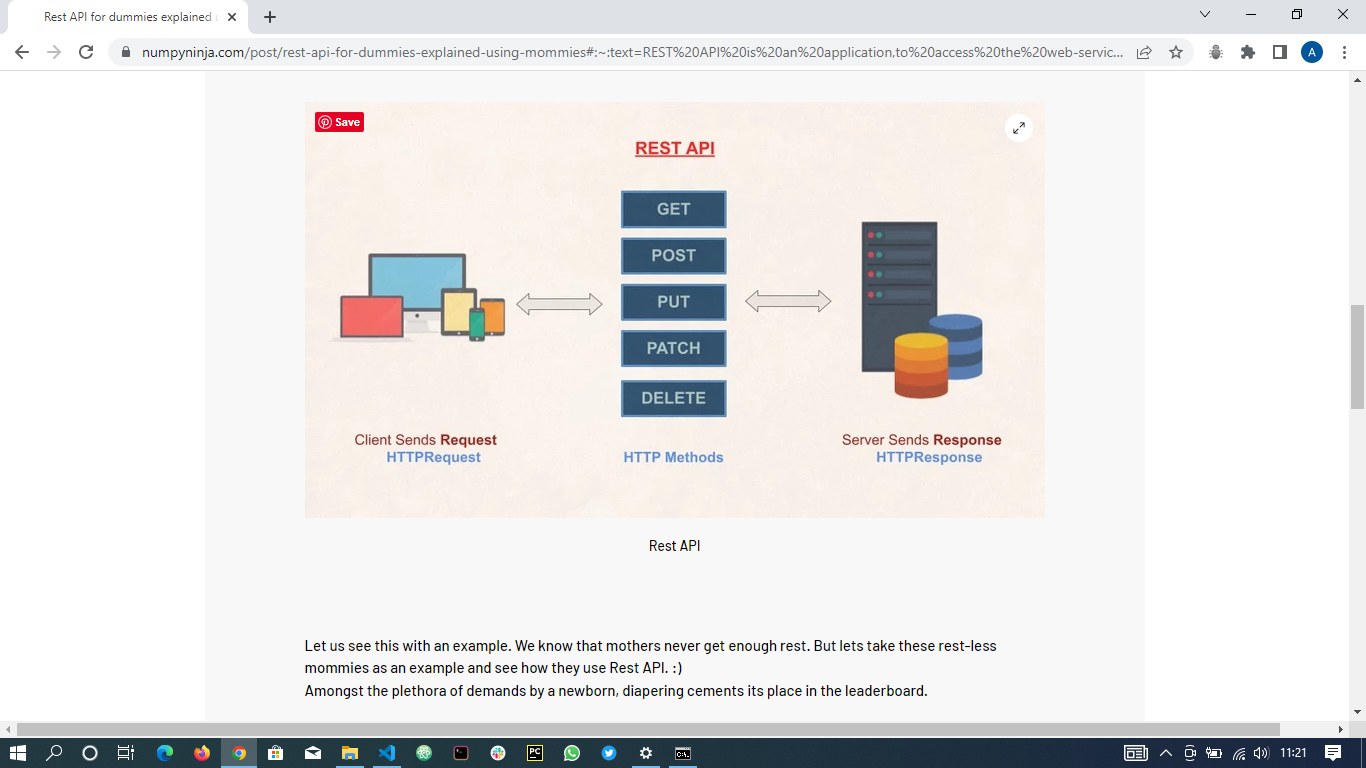 Rest API for dummies explained
numpyninja.com/post/rest-api-for-dummies-explained-using-mommies#:~:text=REST%20API%20is%20an%20application,to%20access%20the%20web-servic...
A
Save
REST API
GET
POST
PUT
PATCH
DELETE
Client Sends Request
HTTPRequest
HTTP Methods
Server Sends Response
HTTPResponse
Rest API
Let us see this with an example. We know that mothers never get enough rest. But lets take these rest-less
mommies as an example and see how they use Rest API. :)
Amongst the plethora of demands by a newborn, diapering cements its place in the leaderboard.
PC
11:21